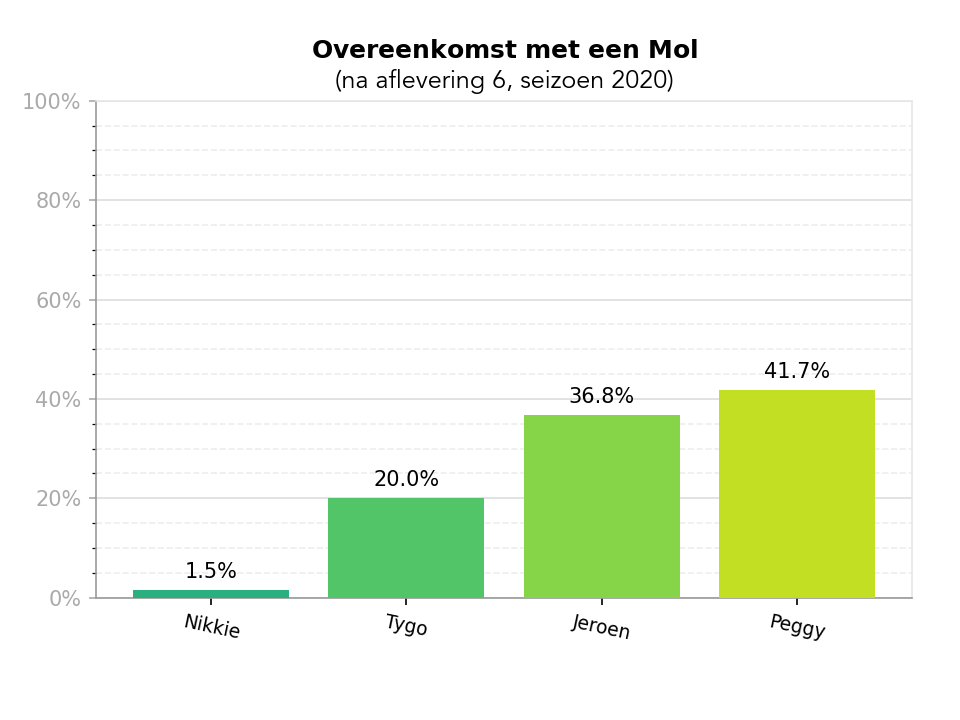 Overeenkomst met een Mol
(na aflevering 6, seizoen 2020)
100%
80%
60%
40%
20%
0%
1.5%
20.0%
36.8%
41.7%
Nikkie
Tygo
Jeroen
Peggy